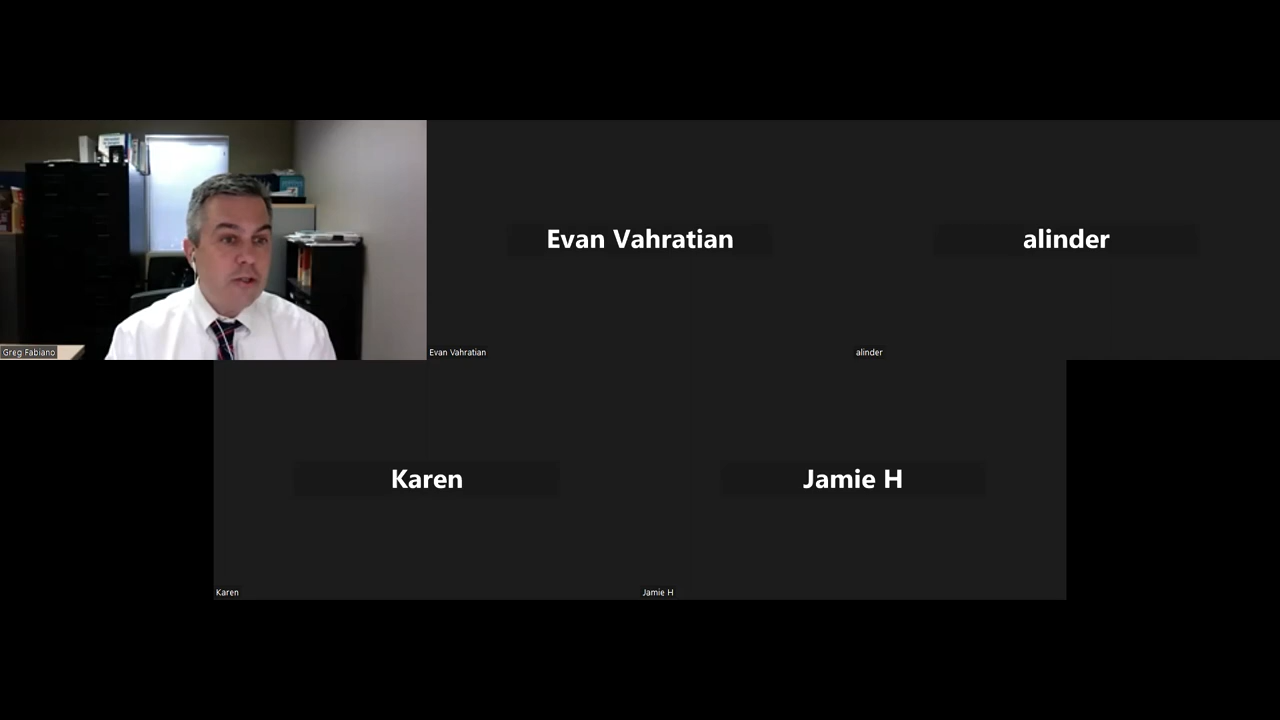 Evan Vahratian
alinder
Greg Fabiano
Evan Vahratian
alinder
Karen
Jamie H
Karen
Jamie H